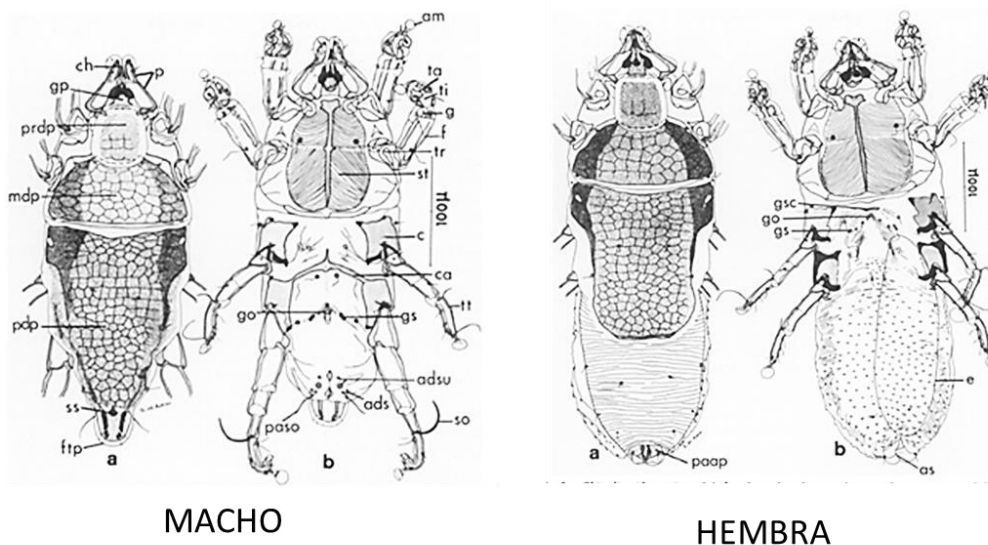 ch
p
gp
prdp
mdp
pdp
ss
ftp
a
am
ta
ti
g
f
tr
st
100µ
c
ca
tt
go
gs
adsu
ads
paso
so
b
MACHO
a
paap
gsc
go
gs
100µ
e
as
b
HEMBRA